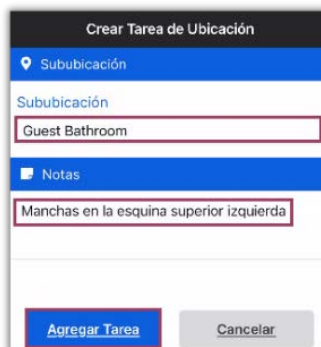 Crear Tarea de Ubicación
Sububicación
Sububicación
Guest Bathroom
Notas
Manchas en la esquina superior izquierda
Agregar Tarea
Cancelar